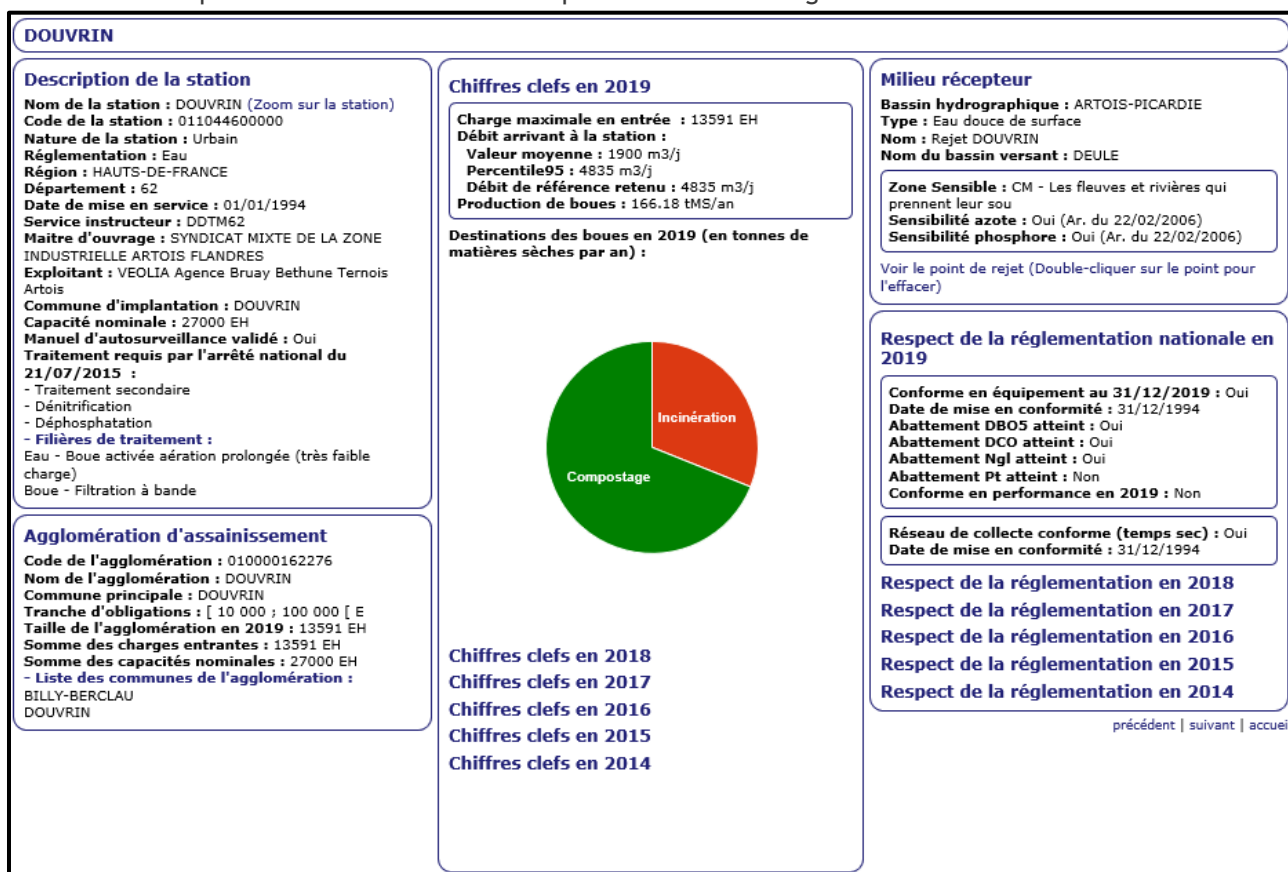 DOUVRIN
Description de la station
Nom de la station : DOUVRIN (Zoom sur la station)
Code de la station : 011044600000
Nature de la station : Urbain
Réglementation : Eau
Région : HAUTS-DE-FRANCE
Département : 62
Date de mise en service : 01/01/1994
Service instructeur : DDTM62
Maitre d'ouvrage : SYNDICAT MIXTE DE LA ZONE
INDUSTRIELLE ARTOIS FLANDRES
Exploitant : VEOLIA Agence Bruay Bethune Ternois
Artois
Commune d'implantation : DOUVRIN
Capacité nominale : 27000 EH
Manuel d'autosurveillance validé : Oui
Traitement requis par l'arrêté national du
21/07/2015 :
- Traitement secondaire
- Dénitrification
- Déphosphatation
- Filières de traitement :
Eau - Boue activée aération prolongée (très faible
charge)
Boue - Filtration à bande
Agglomération d'assainissement
Code de l'agglomération : 010000162276
Nom de l'agglomération : DOUVRIN
Commune principale : DOUVRIN
Tranche d'obligations : [ 10 000 ; 100 000 [ E
Taille de l'agglomération en 2019 : 13591 EH
Somme des charges entrantes : 13591 EH
Somme des capacités nominales : 27000 EH
- Liste des communes de l'agglomération :
BILLY-BERCLAU
DOUVRIN
Chiffres clefs en 2019
Charge maximale en entrée : 13591 EH
Débit arrivant à la station :
Valeur moyenne : 1900 m3/j
Percentile95 : 4835 m3/j
Débit de référence retenu : 4835 m3/j
Production de boues : 166.18 tMS/an
Destinations des boues en 2019 (en tonnes de
matières sèches par an) :
Incinération
Compostage
Chiffres clefs en 2018
Chiffres clefs en 2017
Chiffres clefs en 2016
Chiffres clefs en 2015
Chiffres clefs en 2014
Milieu récepteur
Bassin hydrographique : ARTOIS-PICARDIE
Type : Eau douce de surface
Nom : Rejet DOUVRIN
Nom du bassin versant : DEULE
Zone Sensible : CM - Les fleuves et rivières qui
prennent leur sou
Sensibilité azote : Oui (Ar. du 22/02/2006)
Sensibilité phosphore : Oui (Ar. du 22/02/2006)
Voir le point de rejet (Double-cliquer sur le point pour
l'effacer)
Respect de la réglementation nationale en
2019
Conforme en équipement au 31/12/2019 : Oui
Date de mise en conformité : 31/12/1994
Abattement DBO5 atteint : Oui
Abattement DCO atteint : Oui
Abattement Ngl atteint : Oui
Abattement Pt atteint : Non
Conforme en performance en 2019 : Non
Réseau de collecte conforme (temps sec) : Oui
Date de mise en conformité : 31/12/1994
Respect de la réglementation en 2018
Respect de la réglementation en 2017
Respect de la réglementation en 2016
Respect de la réglementation en 2015
Respect de la réglementation en 2014
précédent | suivant | accuei